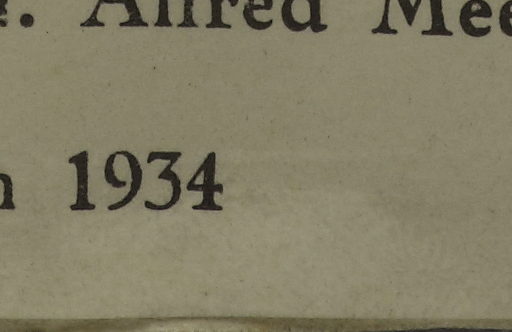 . Alfred Mee
1934